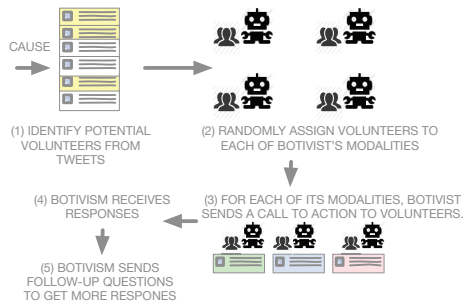 CAUSE
(1) IDENTIFY POTENTIAL
VOLUNTEERS FROM
TWEETS
(2) RANDOMLY ASSIGN VOLUNTEERS TO
EACH OF BOTIVIST'S MODALITIES
(3) FOR EACH OF ITS MODALITIES, BOTIVIST
SENDS A CALL TO ACTION TO VOLUNTEERS.
(4) BOTIVISM RECEIVES
RESPONSES
(5) BOTIVISM SENDS
FOLLOW-UP QUESTIONS
TO GET MORE RESPONES